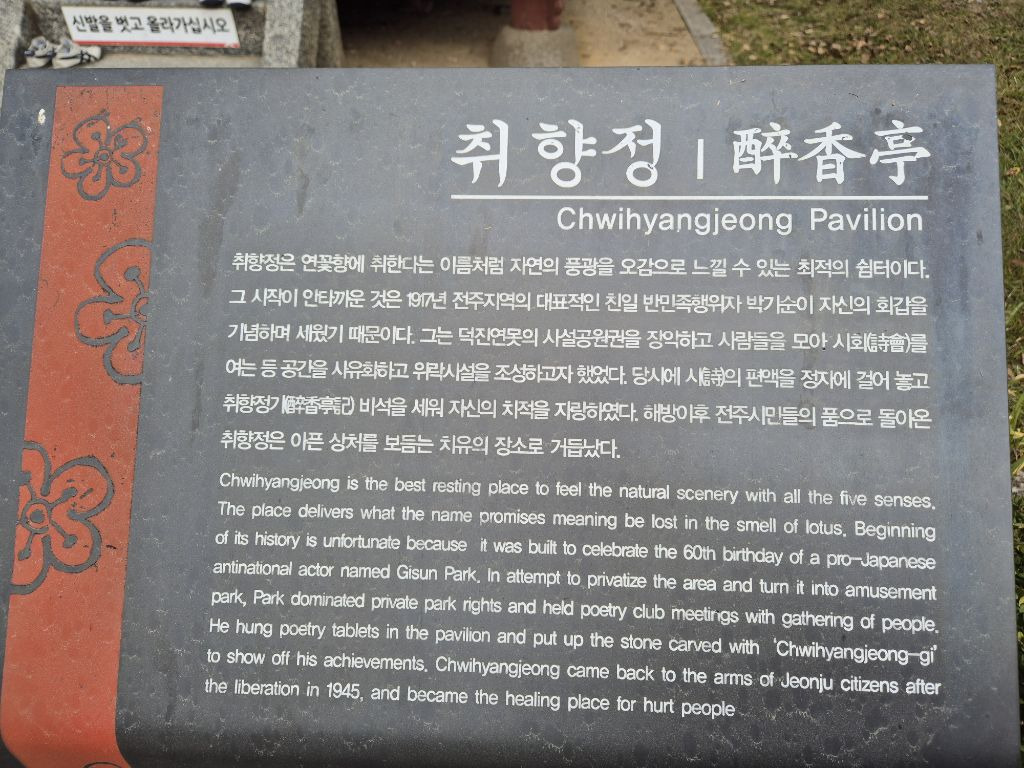 신발을 벗고 올라가십시오
취향정 | 醉香亭
Chwihyangjeong Pavilion
취향정은 연꽃향에 취한다는 이름처럼 자연의 풍광을 오감으로 느낄 수 있는 최적의 쉼터이다.
그 시작이 안타까운 것은 1917년 전주지역의 대표적인 친일 반민족행위자 박기순이 자신의 회갑을
기념하며 세웠기 때문이다. 그는 덕진연못의 사설공원권을 장악하고 사람들을 모아 시회(詩會)를
여는 등 공간을 사유화하고 위락시설을 조성하고자 했었다. 당시에 시(詩)의 편액을 정자에 걸어 놓고
취향정기(醉香亭記) 비석을 세워 자신의 치적을 자랑하였다. 해방이후 전주시민들의 품으로 돌아온
취향정은 아픈 상처를 보듬는 치유의 장소로 거듭났다.
Chwihyangjeong is the best resting place to feel the natural scenery with all the five senses.
The place delivers what the name promises meaning be lost in the smell of lotus. Beginning
of its history is unfortunate because it was built to celebrate the 60th birthday of a pro-Japanese
antinational actor named Gisun Park. In attempt to privatize the area and turn it into amusement
park, Park dominated private park rights and held poetry club meetings with gathering of people.
He hung poetry tablets in the pavilion and put up the stone carved with 'Chwihyangjeong-gi'
to show off his achievements. Chwihyangjeong came back to the arms of Jeonju citizens after
the liberation in 1945, and became the healing place for hurt people